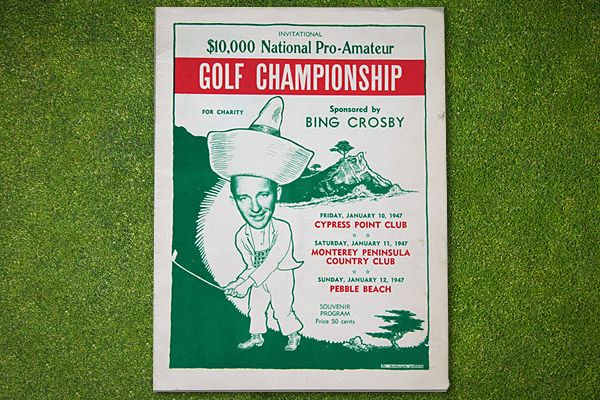 INVITATIONAL
$10,000 National Pro-Amateur
GOLF CHAMPIONSHIP
FOR CHARITY
Sponsored by
BING CROSBY
FRIDAY, JANUARY 10, 1947
CYPRESS POINT CLUB
☆ ☆
SATURDAY, JANUARY 11, 1947
MONTEREY PENINSULA
COUNTRY CLUB
☆ ☆
SUNDAY, JANUARY 12, 1947
PEBBLE BEACH
SOUVENIR
PROGRAM
Price 50 cents